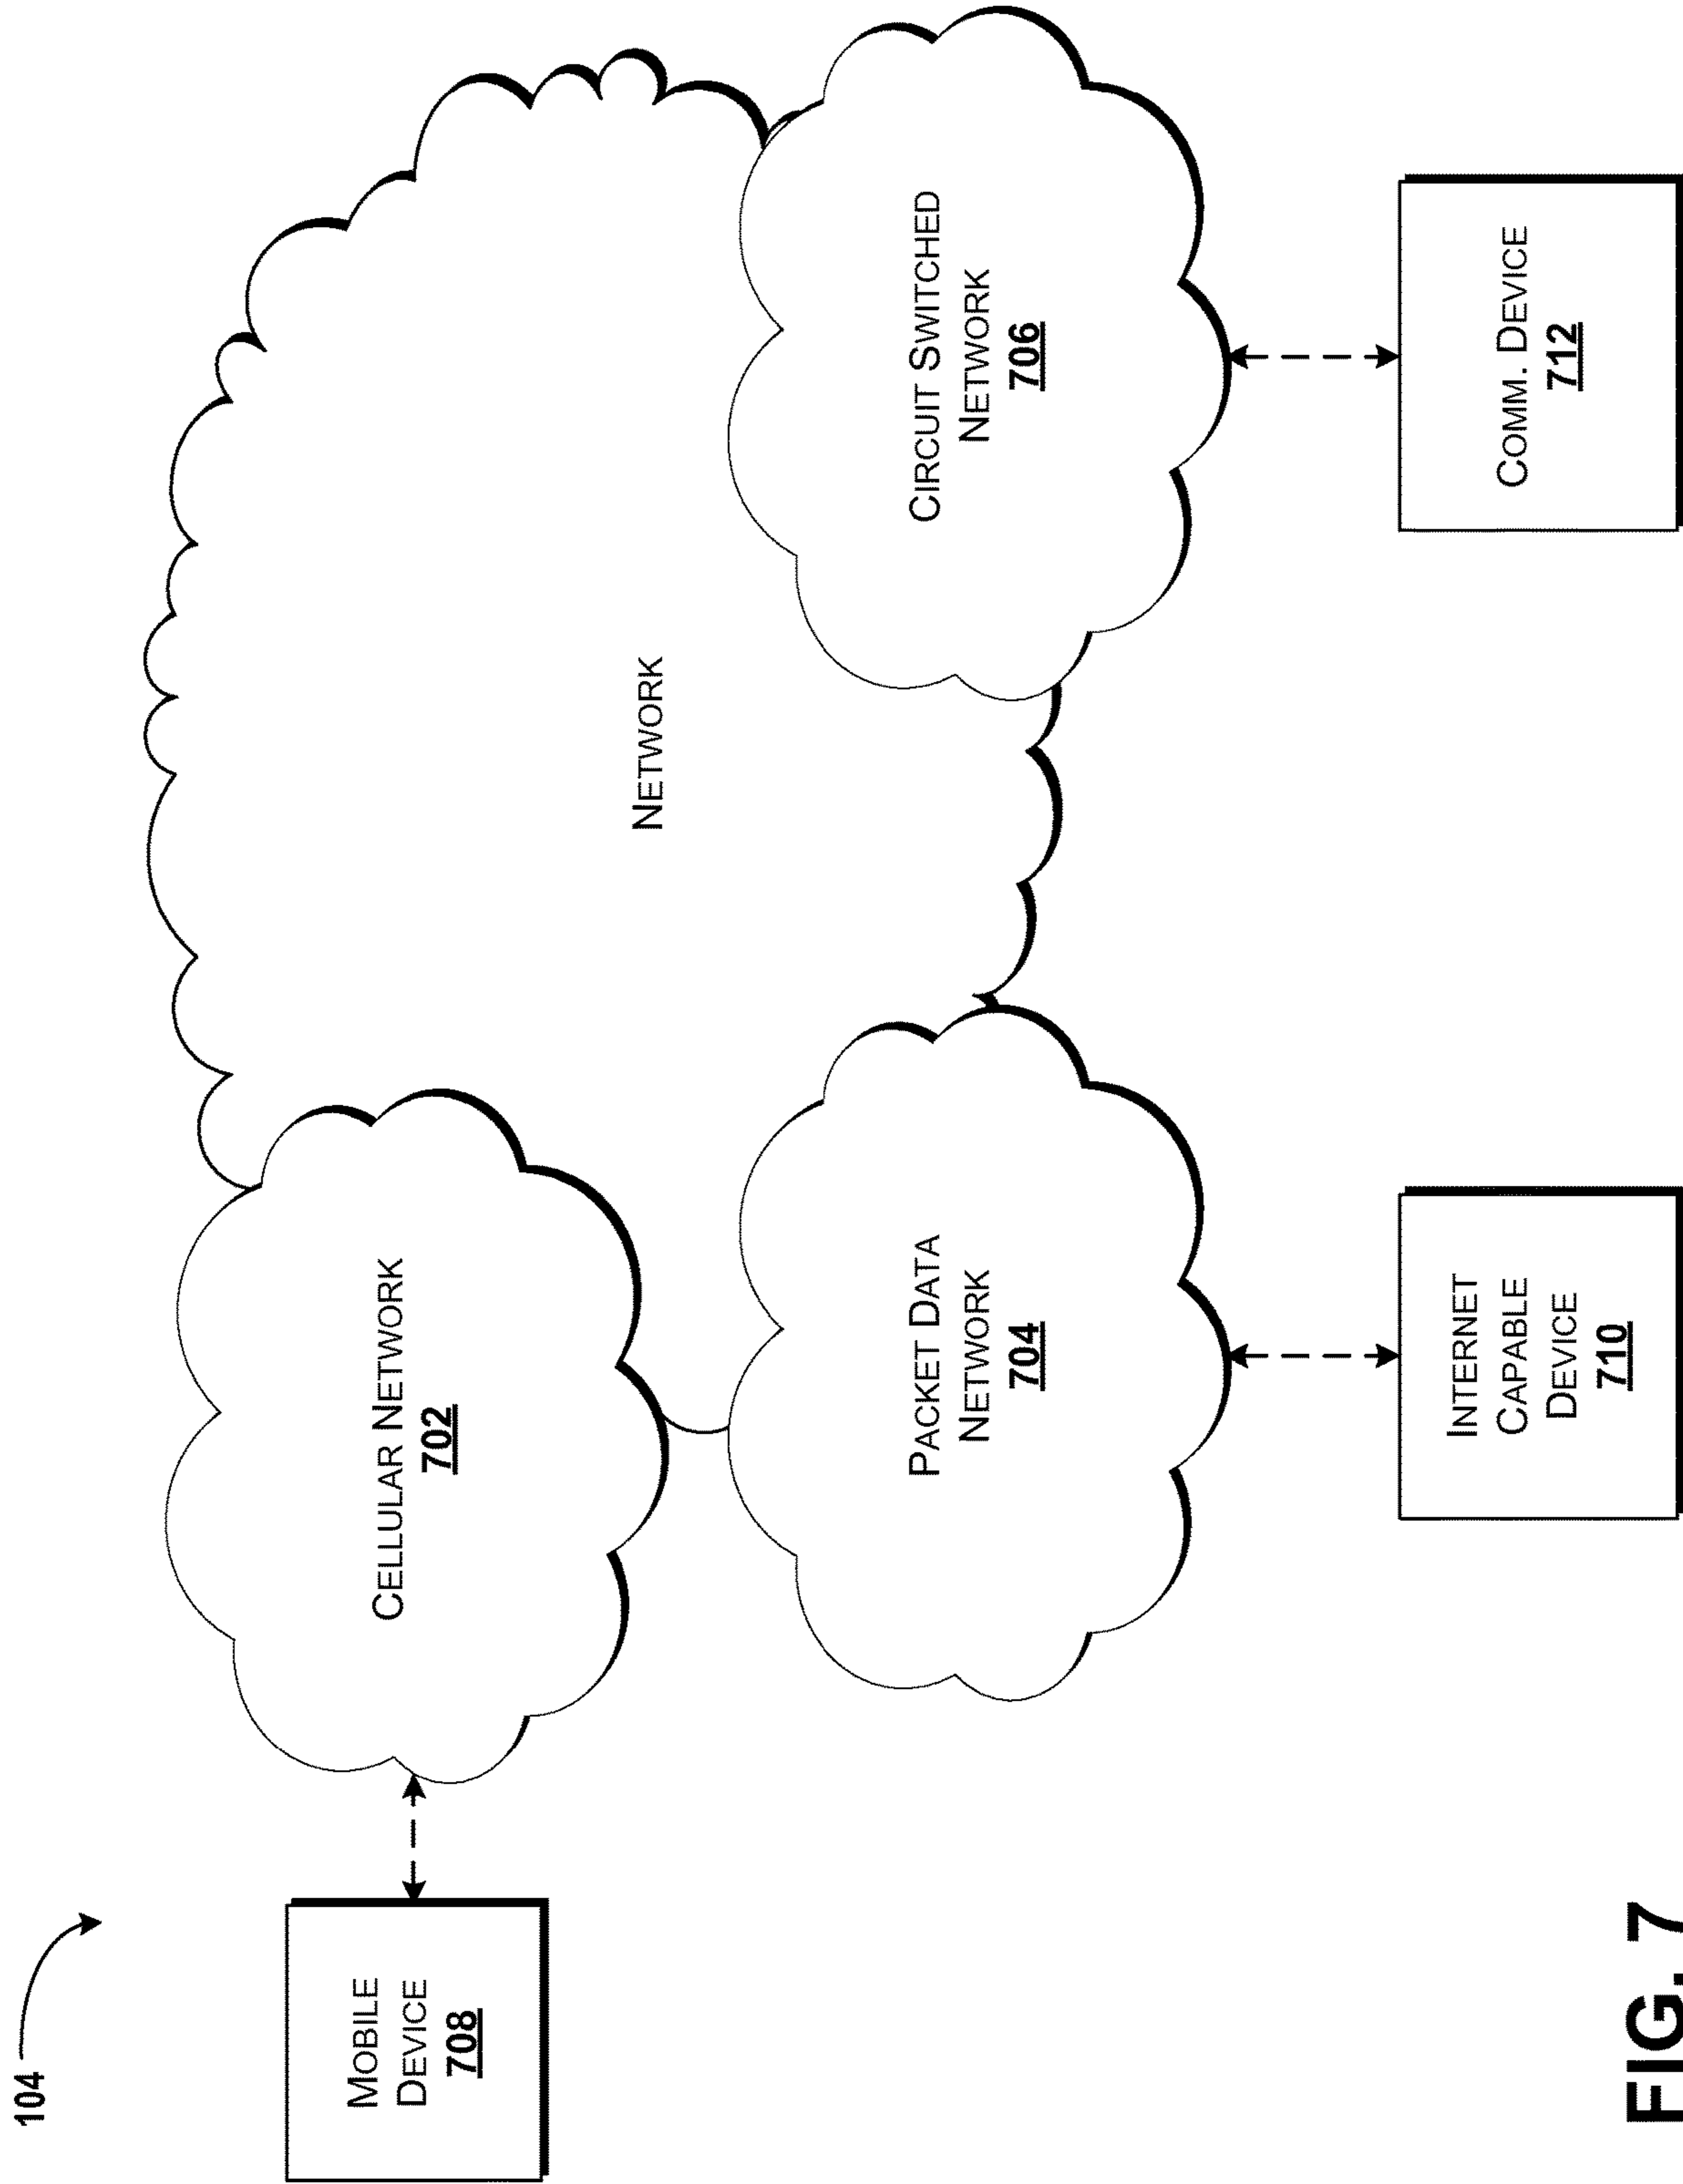 104
MOBILE
DEVICE
708
CELLULAR NETWORK
702
NETWORK
PACKET DATA
NETWORK
704
CIRCUIT SWITCHED
NETWORK
706
INTERNET
CAPABLE
DEVICE
710
COMM. DEVICE
712
FIG. 7